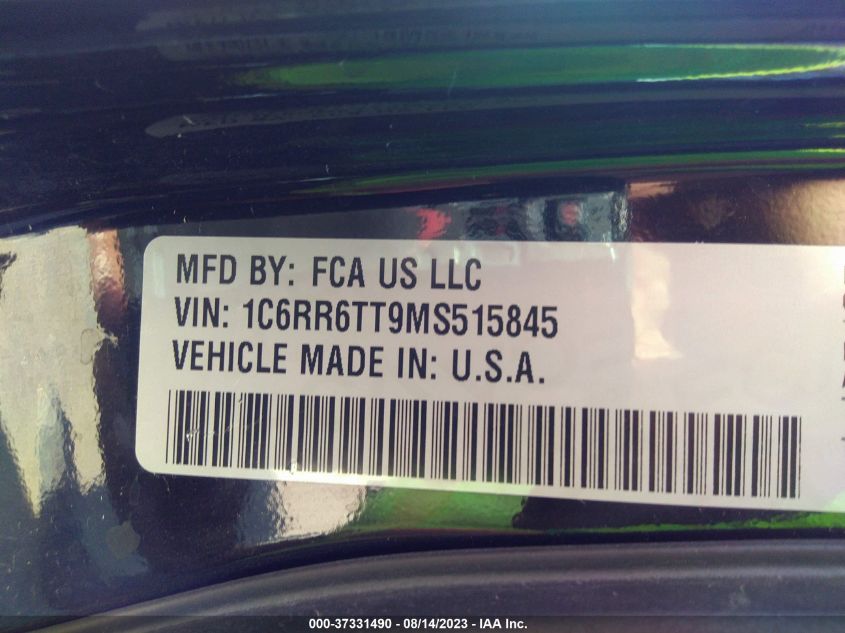 MFD BY: FCA US LLC
VIN: 1C6RR6TT9MS515845
VEHICLE MADE IN: U.S.A.
000-37331490 - 08/14/2023 - IAA Inc.